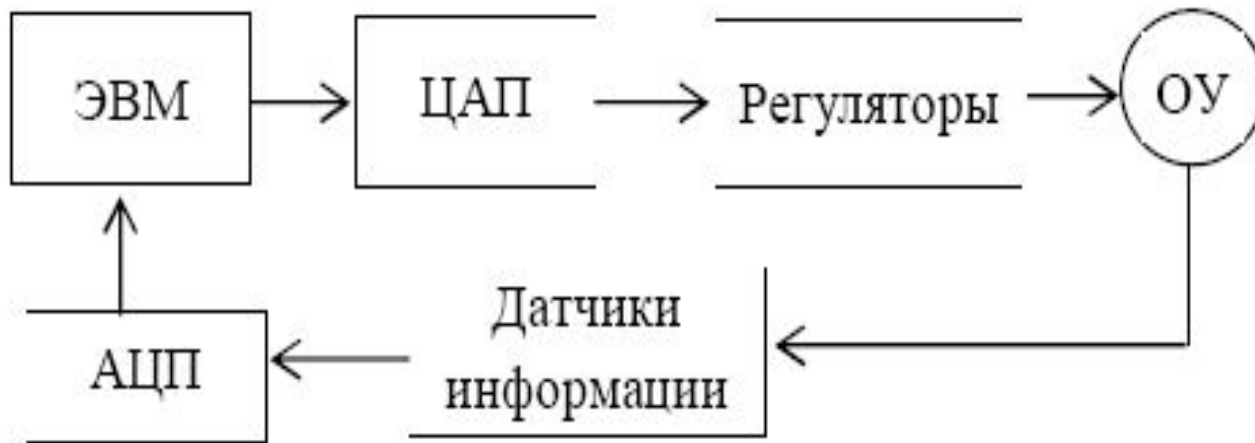 ЭВМ
ЦАП
Регуляторы
ОУ
АЦП
Датчики
информации